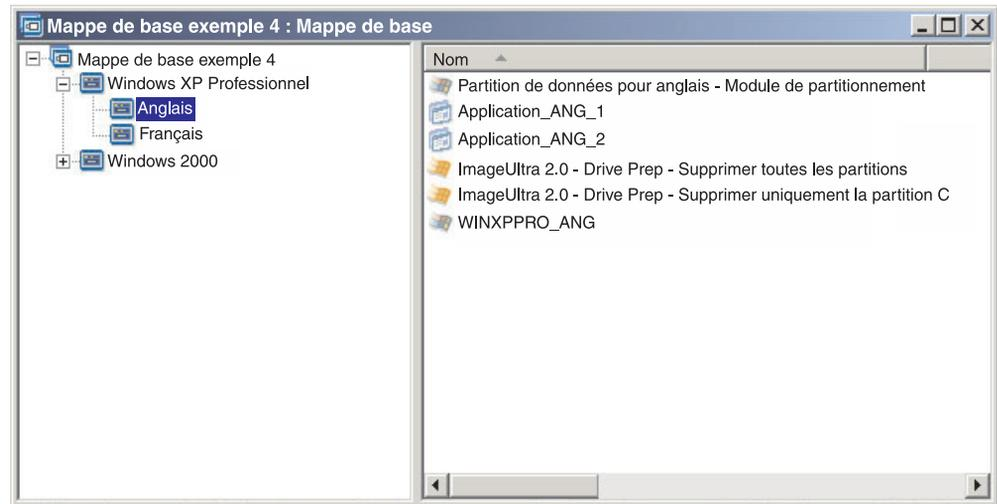 Mappe de base exemple 4 : Mappe de base
Mappe de base exemple 4
Windows XP Professionnel
Anglais
Français
Windows 2000
Nom
Partition de données pour anglais - Module de partitionnement
Application_ANG_1
Application_ANG_2
ImageUltra 2.0 - Drive Prep - Supprimer toutes les partitions
ImageUltra 2.0 - Drive Prep - Supprimer uniquement la partition C
WINXPPRO_ANG